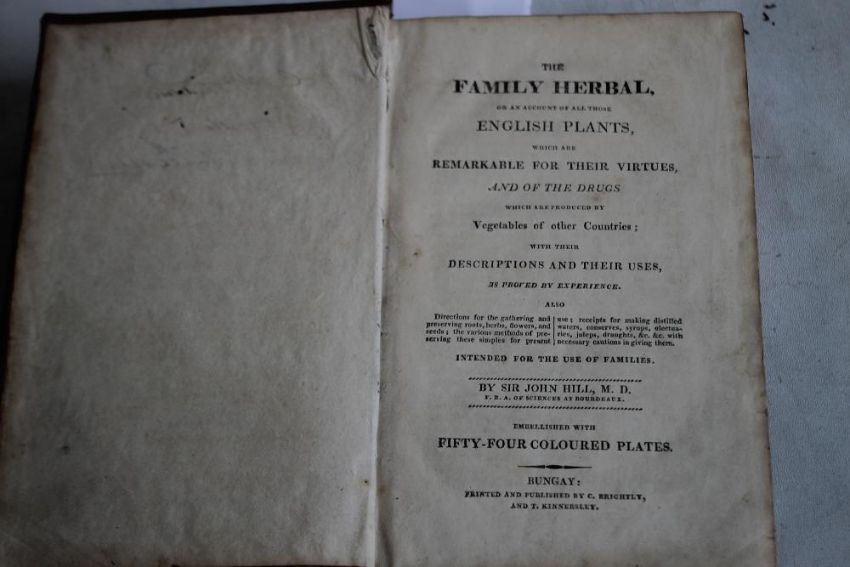 THE
FAMILY HERBAL,
OR AN ACCOUNT OF ALL THOSE
ENGLISH PLANTS,
WHICH ARE
REMARKABLE FOR THEIR VIRTUES,
AND OF THE DRUGS
WHICH ARE PRODUCED BY
Vegetables of other Countries;
WITH THEIR
DESCRIPTIONS AND THEIR USES,
AS PROVED BY EXPERIENCE.
ALSO
Directions for the gathering and
preserving roots, herbs, flowers, and
seeds; the various methods of pre-
serving these simples for present
use; receipts for making distilled
waters, conserves, syrups, electua-
ries, juleps, draughts, &c. &c. with
necessary cautions in giving them.
INTENDED FOR THE USE OF FAMILIES.
BY SIR JOHN HILL, M. D.
F. R. A. OF SCIENCES AT BOURDEAUX.
EMBELLISHED WITH
FIFTY-FOUR COLOURED PLATES.
BUNGAY:
PRINTED AND PUBLISHED BY C. BRIGHTLY,
AND T. KINNERSLEY.